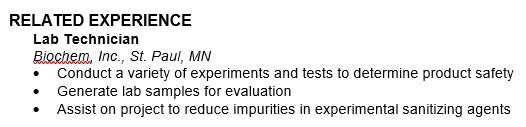 RELATED EXPERIENCE
Lab Technician
Biochem, Inc., St. Paul, MN
• Conduct a variety of experiments and tests to determine product safety
• Generate lab samples for evaluation
• Assist on project to reduce impurities in experimental sanitizing agents